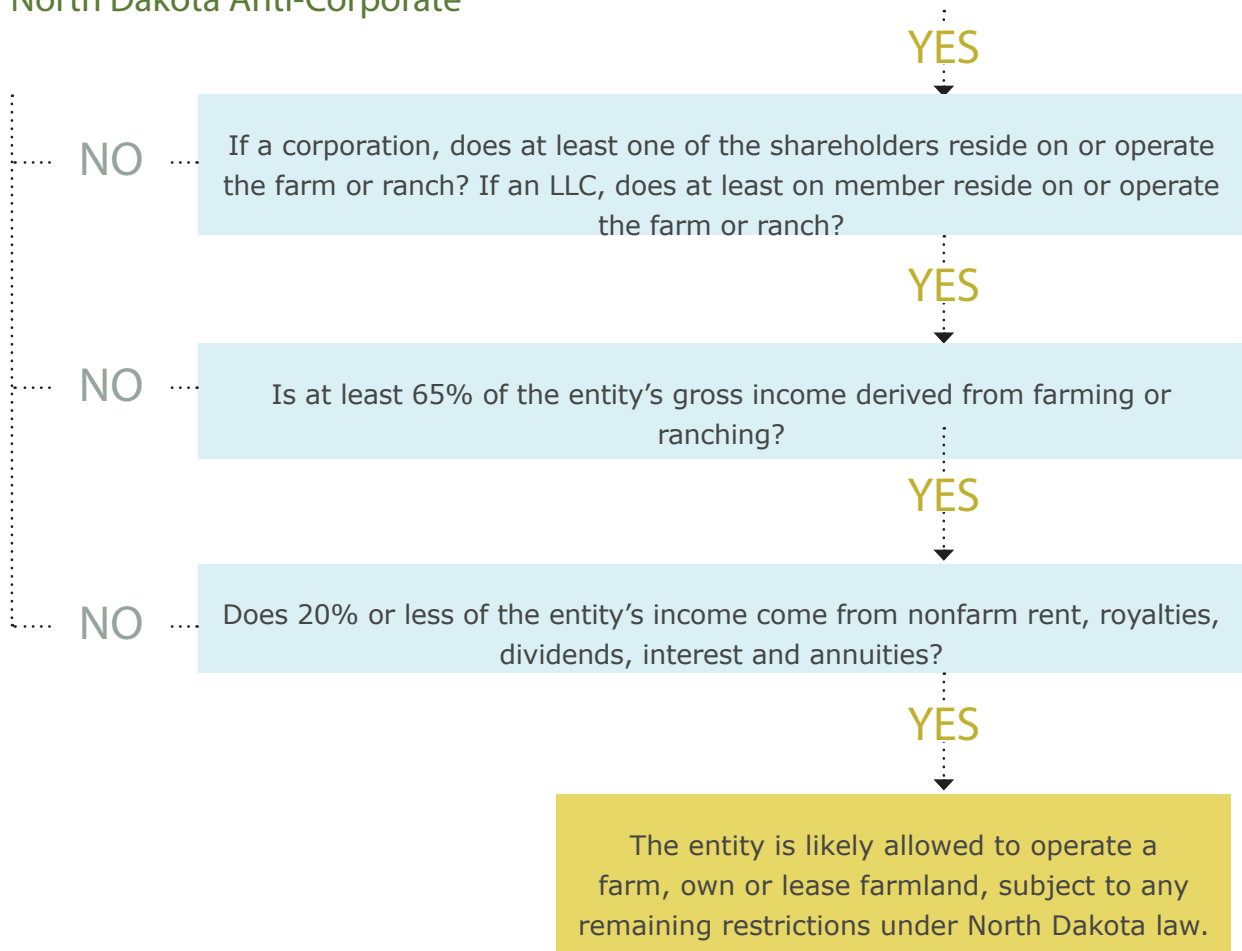 North Dakota Anti-Corporate
YES
NO
If a corporation, does at least one of the shareholders reside on or operate
the farm or ranch? If an LLC, does at least on member reside on or operate
the farm or ranch?
YES
NO
Is at least 65% of the entity’s gross income derived from farming or
ranching?
YES
NO
Does 20% or less of the entity’s income come from nonfarm rent, royalties,
dividends, interest and annuities?
YES
The entity is likely allowed to operate a
farm, own or lease farmland, subject to any
remaining restrictions under North Dakota law.